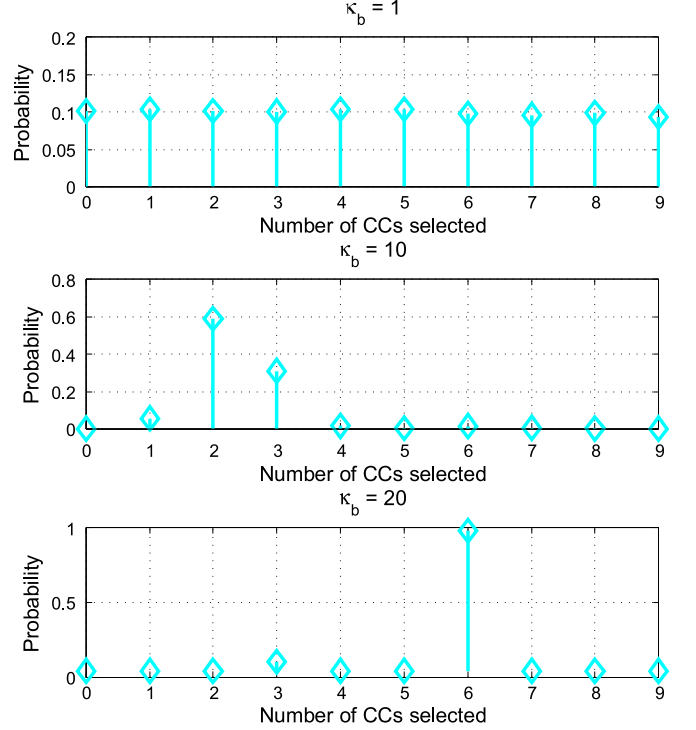 κb = 1
0.2
0.15
0.1
0.05
0
Probability
0 1 2 3 4 5 6 7 8 9
Number of CCs selected
κb = 10
0.8
0.6
0.4
0.2
0
Probability
0 1 2 3 4 5 6 7 8 9
Number of CCs selected
κb = 20
1
0.5
0
Probability
0 1 2 3 4 5 6 7 8 9
Number of CCs selected